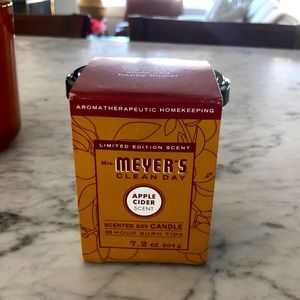 AROMATHERAPEUTIC HOMEKEEPING
LIMITED EDITION SCENT
Mrs. MEYER'S
CLEAN DAY
APPLE
CIDER
SCENT
SCENTED SOY CANDLE
35 HOUR BURN TIME
7.2 OZ 204 g